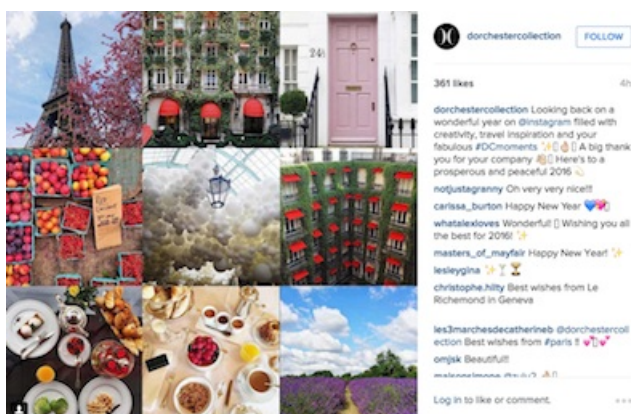 dorchestercollection
FOLLOW
361 likes
4h
dorchestercollection Looking back on a
wonderful year on @instagram filled with
creativity, travel inspiration and your
fabulous #DCmoments ✨👌 A big thank
you for your company 👏 Here's to a
prosperous and peaceful 2016 💫
notjustagranny Oh very very nice!!!
carissa_burton Happy New Year 💙💘
whatalexloves Wonderful! Wishing you all
the best for 2016! ✨
masters_of_mayfair Happy New Year! ✨
lesleygina ✨🍸⏳
christophe.hilty Best wishes from Le
Richemond in Geneva
les3marchesdecatherineb @dorchestercoll
ection Best wishes from #paris !! 💕💕
omjsk Beautiful!!
Log in to like or comment.
24